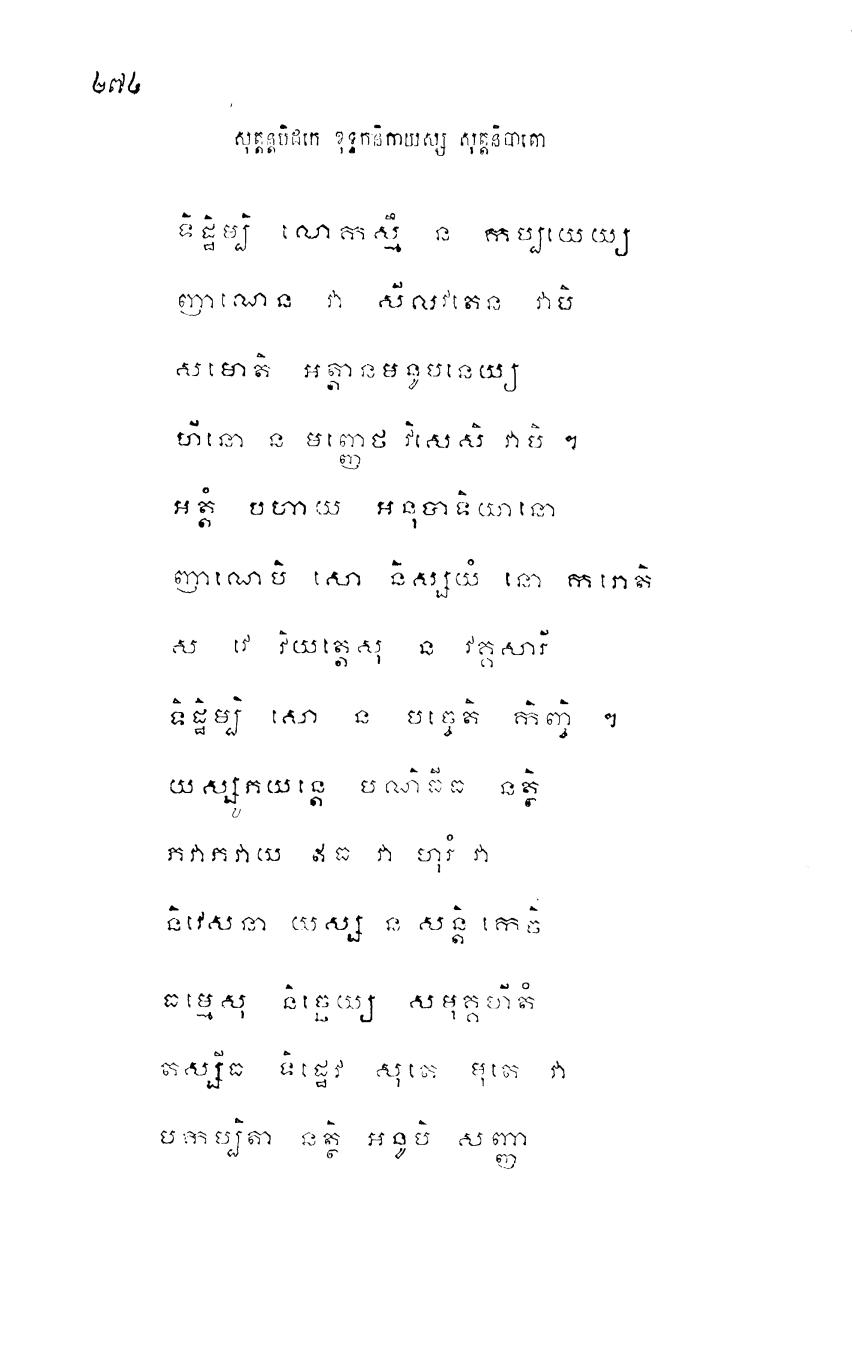 ២៧៤
សុត្តន្តបិដកេ ខុទ្ទកនិកាយស្ស សុត្តនិបាតោ
ទិដ្ឋិម្បិ លោកស្មឹ ន កប្បយេយ្យ
ញាណេន វា សីលវតេន វាបិ
សមោតិ អត្តានមនូបនេយ្យ
ហីនោ ន មញ្ញេថ វិសេសិ វាបិ ។
អត្តំ បហាយ អនុបាទិយានោ
ញាណេបិ សោ និស្សយំ នោ ករោតិ
ស វេ វិយត្តេសុ ន វគ្គសារី
ទិដ្ឋិម្បិ សោ ន បច្ចេតិ កិញ្ចិ ។
យស្សូភយន្តេ បណិធីធ នត្ថិ
ភវាភវាយ ឥធ វា ហុរំ វា
និវេសនា យស្ស ន សន្តិ កេចិ
ធម្មេសុ និច្ឆេយ្យ សមុគ្គហីតំ
តស្សីធ ទិដ្ឋេវ សុតេ មុតេ វា
បកប្បិតា នត្ថិ អនូបិ សញ្ញា